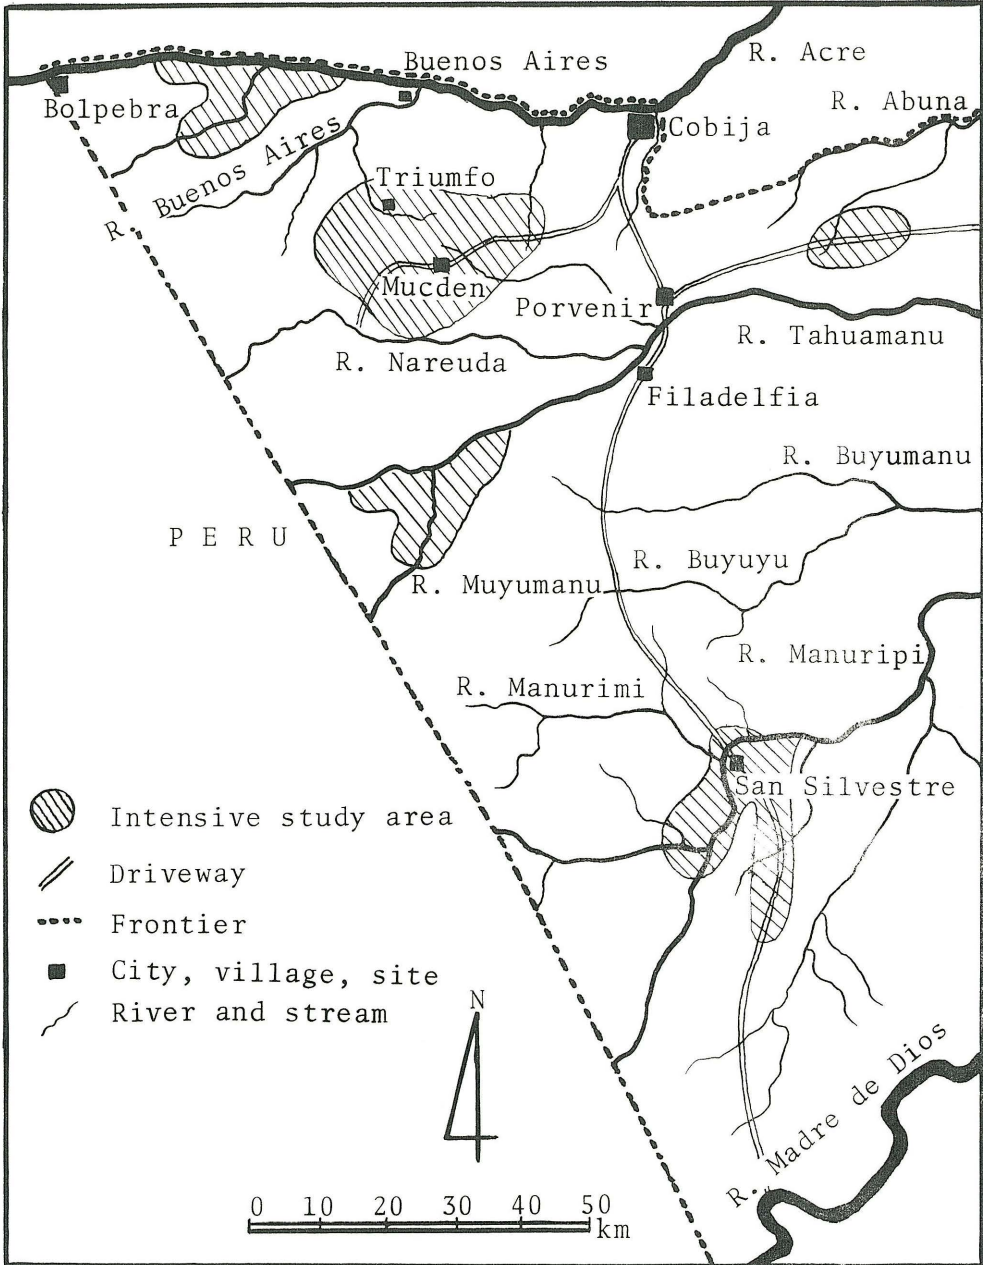 Buenos Aires
R. Acre
Bolpebra
R. Abuna
Cobija
R. Buenos Aires
Triumfo
Mucden
Porvenir
R. Tahuamanu
R. Nareuda
Filadelfia
R. Buyumanu
PERU
R. Buyuyu
R. Muyumanu
R. Manuripi
R. Manurimi
San Silvestre
Intensive study area
Driveway
Frontier
City, village, site
River and stream
N
R. Madre de Dios
0 10 20 30 40 50
km